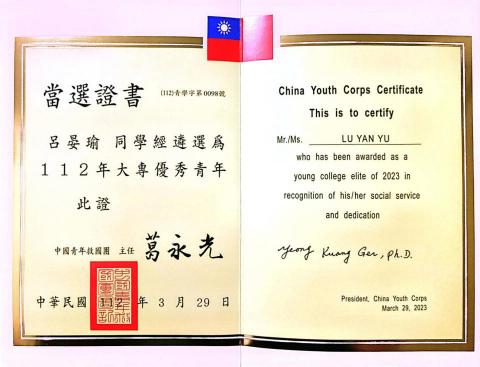 當選證書
(112)青學字第0098號
呂晏瑜 同學經遴選為
112年大專優秀青年
此證
中國青年救國團 主任 葛永光
中華民國 112 年 3 月 29 日
China Youth Corps Certificate
This is to certify
Mr./Ms. LU YAN YU
who has been awarded as a
young college elite of 2023 in
recognition of his/her social service
and dedication
Yeong Kuang Ger, Ph.D.
President, China Youth Corps
March 29, 2023